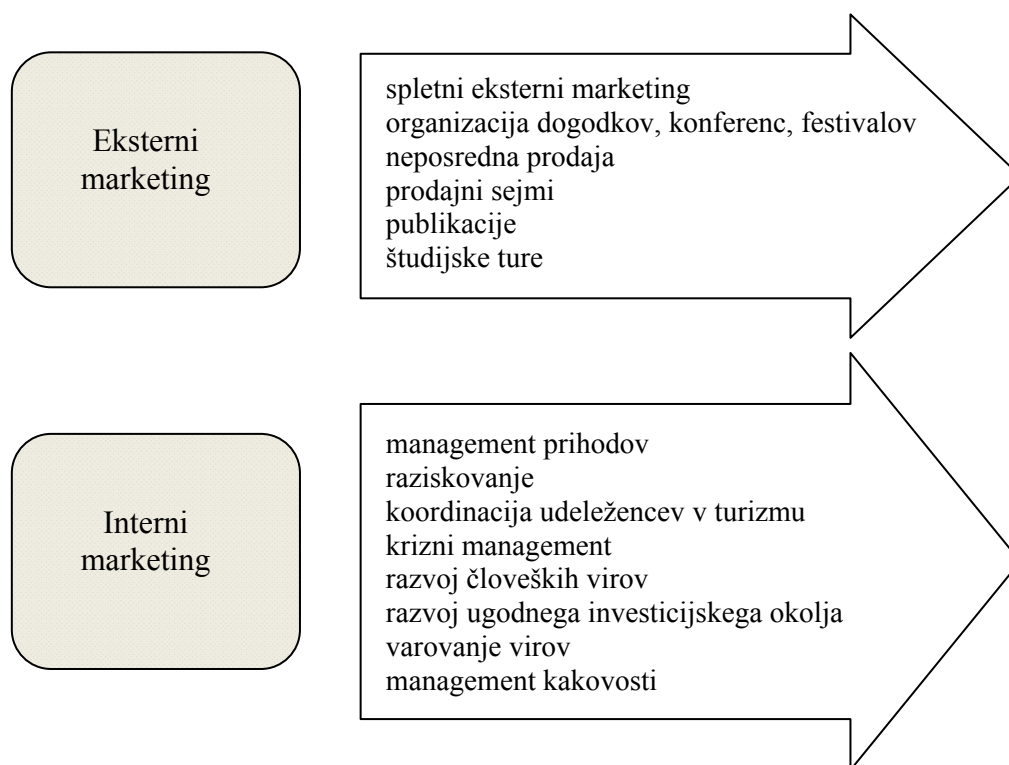 Eksterni
marketing
spletni eksterni marketing
organizacija dogodkov, konferenc, festivalov
neposredna prodaja
prodajni sejmi
publikacije
študijske ture
Interni
marketing
management prihodov
raziskovanje
koordinacija udeležencev v turizmu
krizni management
razvoj človeških virov
razvoj ugodnega investicijskega okolja
varovanje virov
management kakovosti